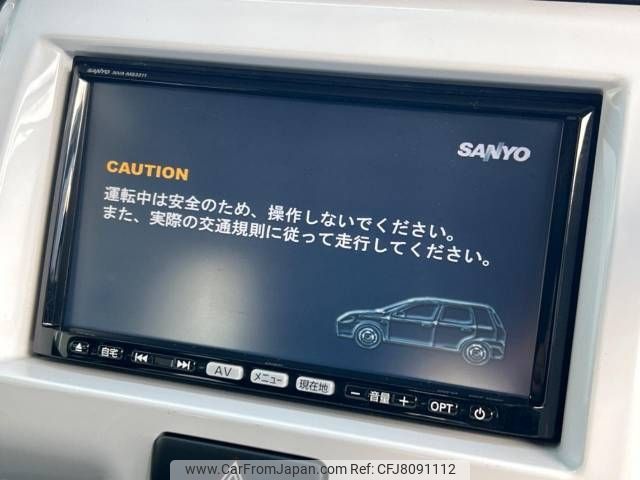 SANYO NVA-MS3211
SANYO
CAUTION
運転中は安全のため、操作しないでください。
また、実際の交通規則に従って走行してください。
自宅
AV
メニュー
現在地
− 音量 +
OPT
www.CarFromJapan.com | CFJ8091112